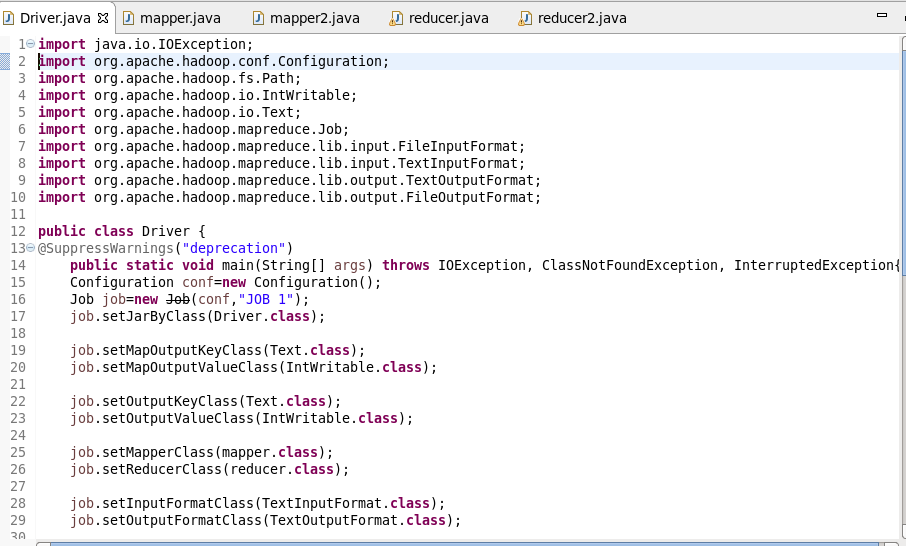 Driver.java mapper.java mapper2.java reducer.java reducer2.java
1 import java.io.IOException;
2 import org.apache.hadoop.conf.Configuration;
3 import org.apache.hadoop.fs.Path;
4 import org.apache.hadoop.io.IntWritable;
5 import org.apache.hadoop.io.Text;
6 import org.apache.hadoop.mapreduce.Job;
7 import org.apache.hadoop.mapreduce.lib.input.FileInputFormat;
8 import org.apache.hadoop.mapreduce.lib.input.TextInputFormat;
9 import org.apache.hadoop.mapreduce.lib.output.TextOutputFormat;
10 import org.apache.hadoop.mapreduce.lib.output.FileOutputFormat;
11
12 public class Driver {
13 @SuppressWarnings("deprecation")
14     public static void main(String[] args) throws IOException, ClassNotFoundException, InterruptedException{
15     Configuration conf=new Configuration();
16     Job job=new Job(conf,"JOB 1");
17     job.setJarByClass(Driver.class);
18
19     job.setMapOutputKeyClass(Text.class);
20     job.setMapOutputValueClass(IntWritable.class);
21
22     job.setOutputKeyClass(Text.class);
23     job.setOutputValueClass(IntWritable.class);
24
25     job.setMapperClass(mapper.class);
26     job.setReducerClass(reducer.class);
27
28     job.setInputFormatClass(TextInputFormat.class);
29     job.setOutputFormatClass(TextOutputFormat.class);
30